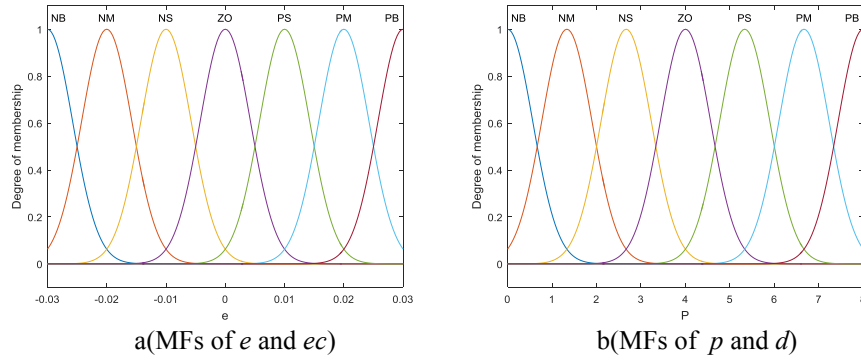 NB NM NS ZO PS PM PB
1
0.8
0.6
0.4
0.2
0
Degree of membership
-0.03 -0.02 -0.01 0 0.01 0.02 0.03
e
a(MFs of e and ec)
NB NM NS ZO PS PM PB
1
0.8
0.6
0.4
0.2
0
Degree of membership
0 1 2 3 4 5 6 7 8
P
b(MFs of p and d)